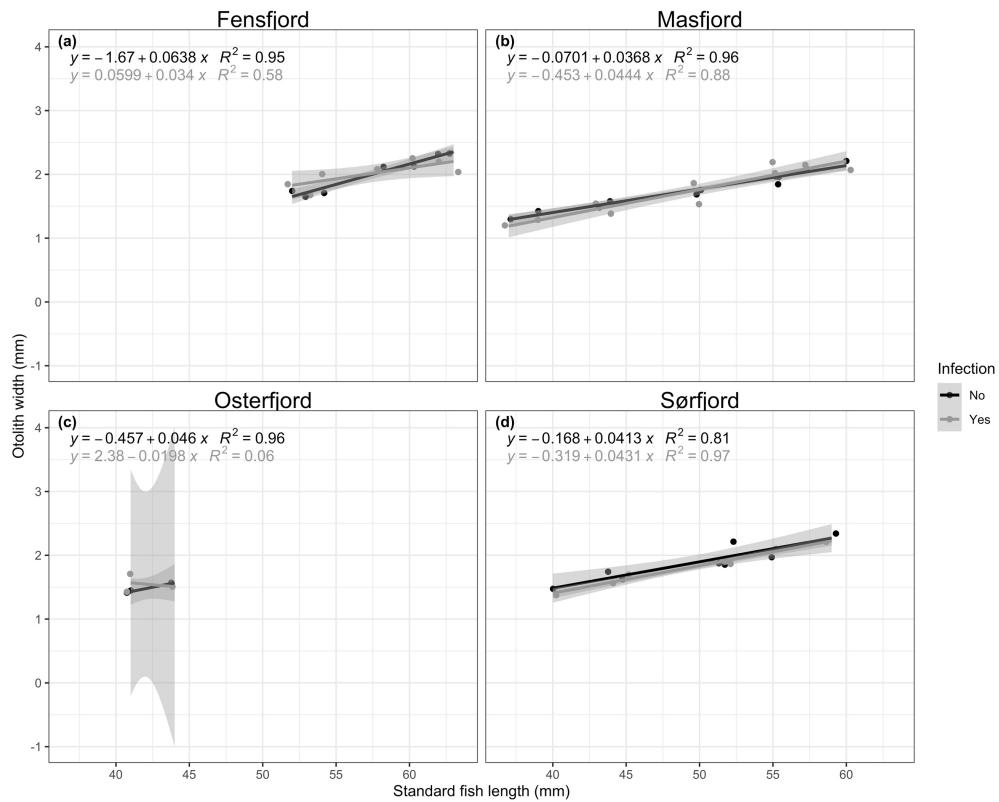 Fensfjord
Masfjord
(a)
y = − 1.67 + 0.0638 x R² = 0.95
y = 0.0599 + 0.034 x R² = 0.58
(b)
y = −0.0701 + 0.0368 x R² = 0.96
y = −0.453 + 0.0444 x R² = 0.88
4
3
2
1
0
-1
Osterfjord
Sørfjord
(c)
y = −0.457 + 0.046 x R² = 0.96
y = 2.38 − 0.0198 x R² = 0.06
(d)
y = −0.168 + 0.0413 x R² = 0.81
y = −0.319 + 0.0431 x R² = 0.97
4
3
2
1
0
-1
40 45 50 55 60
40 45 50 55 60
Standard fish length (mm)
Otolith width (mm)
Infection
No
Yes